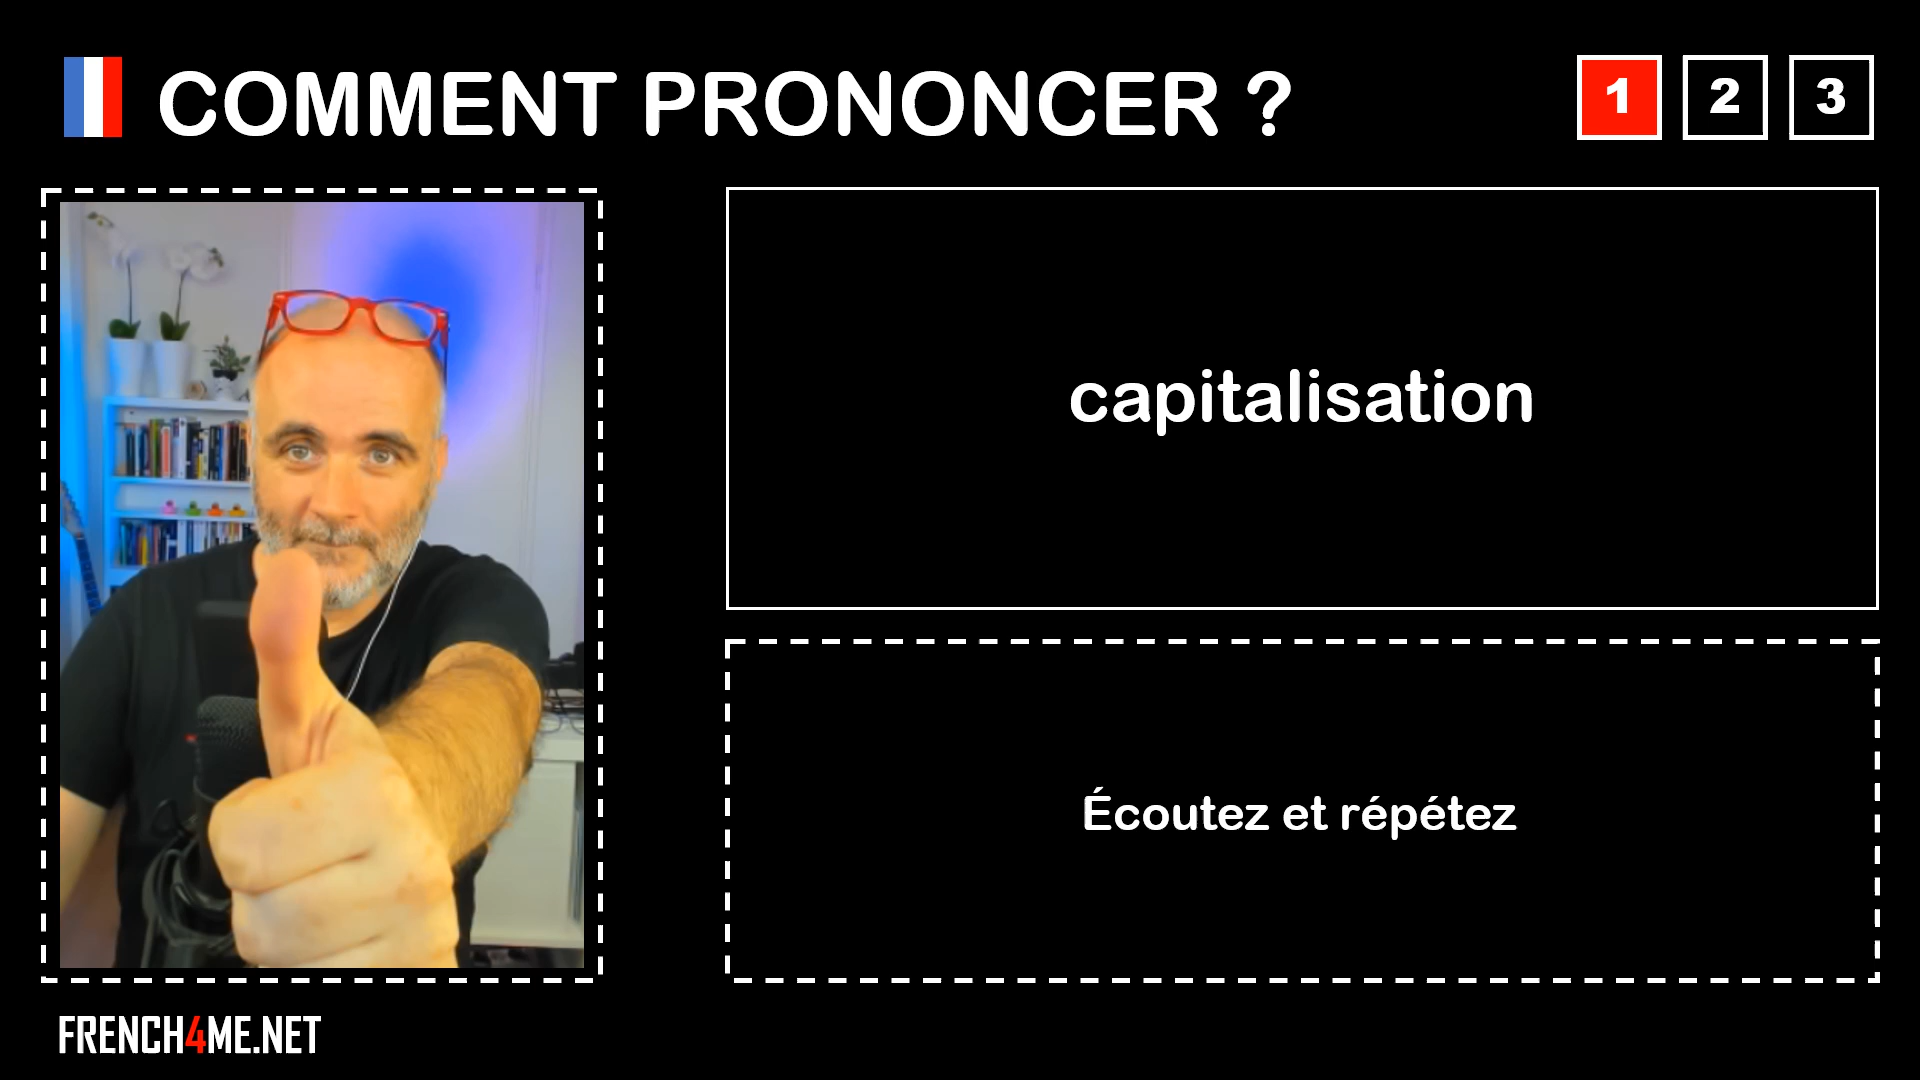 COMMENT PRONONCER ?
1 2 3
capitalisation
Écoutez et répétez
FRENCH4ME.NET